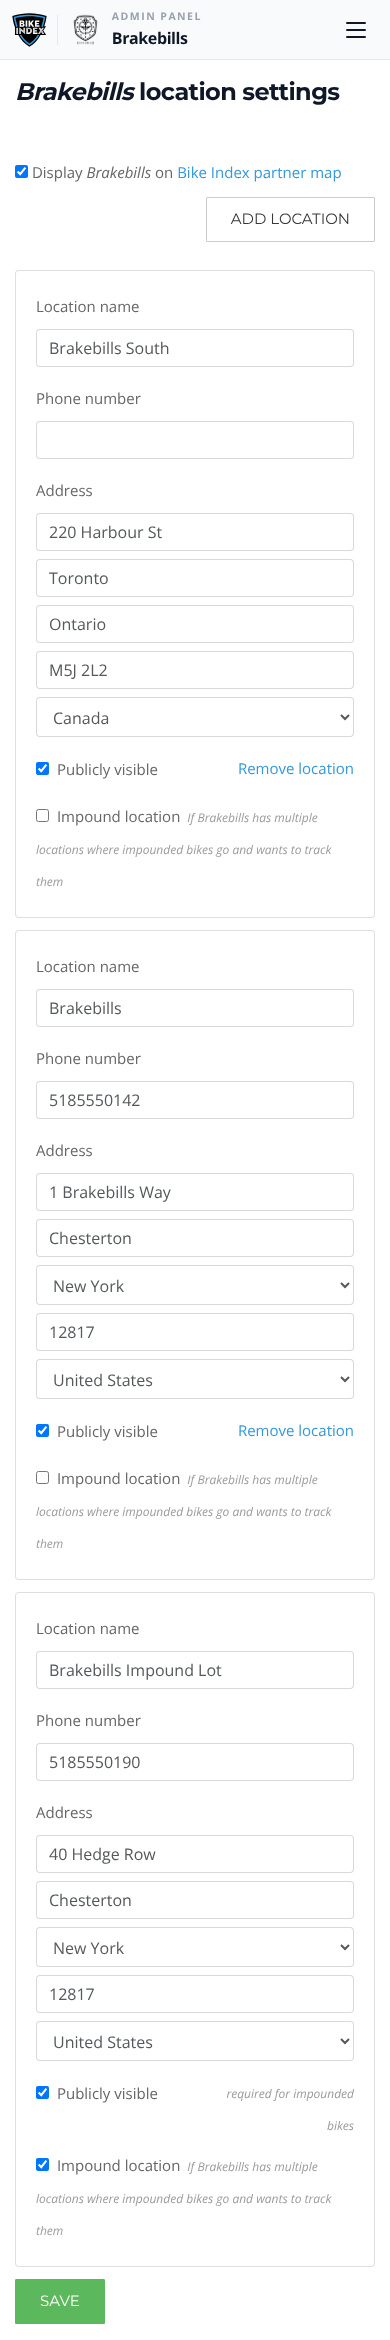 BIKE
INDEX
ADMIN PANEL
Brakebills
Brakebills location settings
Display Brakebills on Bike Index partner map
ADD LOCATION
Location name
Brakebills South
Phone number
Address
220 Harbour St
Toronto
Ontario
M5J 2L2
Canada
Publicly visible
Remove location
Impound location If Brakebills has multiple
locations where impounded bikes go and wants to track
them
Location name
Brakebills
Phone number
5185550142
Address
1 Brakebills Way
Chesterton
New York
12817
United States
Publicly visible
Remove location
Impound location If Brakebills has multiple
locations where impounded bikes go and wants to track
them
Location name
Brakebills Impound Lot
Phone number
5185550190
Address
40 Hedge Row
Chesterton
New York
12817
United States
Publicly visible
required for impounded
bikes
Impound location If Brakebills has multiple
locations where impounded bikes go and wants to track
them
SAVE